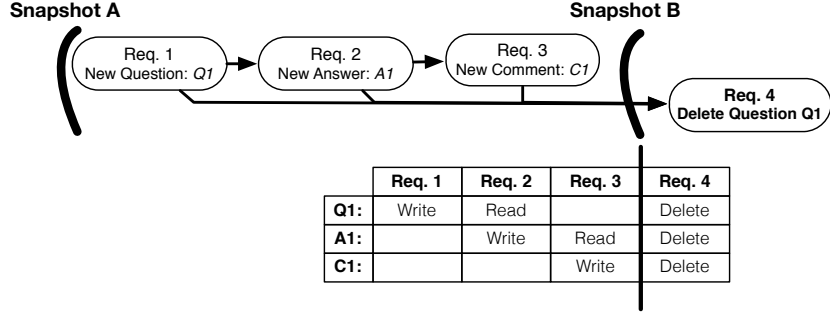 Snapshot A
Snapshot B
Req. 1
New Question: Q1
Req. 2
New Answer: A1
Req. 3
New Comment: C1
Req. 4
Delete Question Q1
Req. 1 Req. 2 Req. 3 Req. 4
Q1: Write Read Delete
A1: Write Read Delete
C1: Write Delete